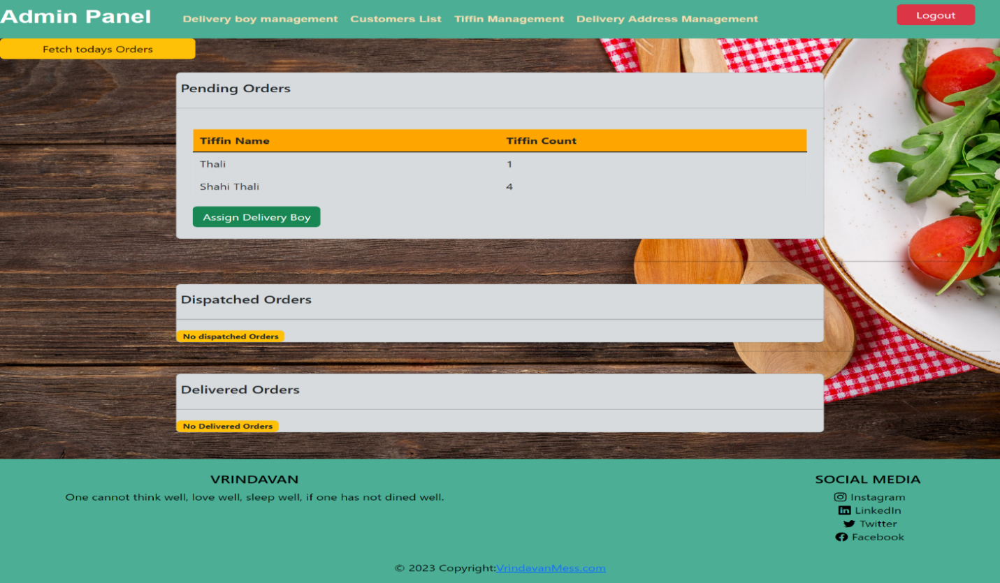 Admin Panel Delivery boy management Customers List Tiffin Management Delivery Address Management Logout
Fetch todays Orders
Pending Orders
Tiffin Name Tiffin Count
Thali 1
Shahi Thali 4
Assign Delivery Boy
Dispatched Orders
No dispatched Orders
Delivered Orders
No Delivered Orders
VRINDAVAN
One cannot think well, love well, sleep well, if one has not dined well.
SOCIAL MEDIA
Instagram
LinkedIn
Twitter
Facebook
© 2023 Copyright:VrindavanMess.com